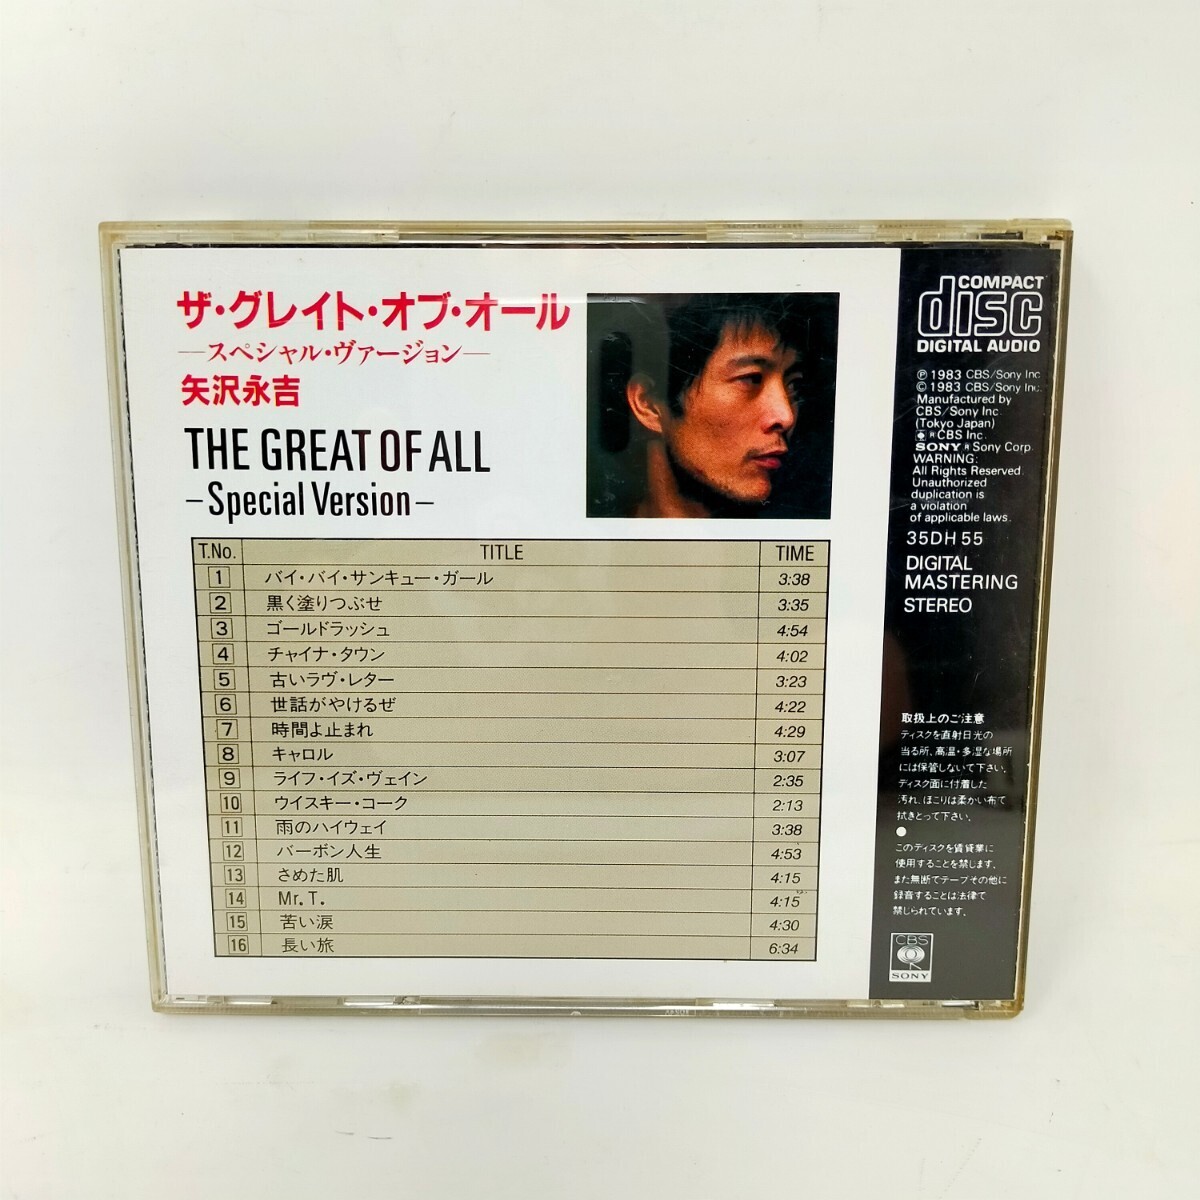 ザ・グレイト・オブ・オール
―スペシャル・ヴァージョン―
矢沢永吉
THE GREAT OF ALL
– Special Version –
T.No. TITLE TIME
1 バイ・バイ・サンキュー・ガール 3:38
2 黒く塗りつぶせ 3:35
3 ゴールドラッシュ 4:54
4 チャイナ・タウン 4:02
5 古いラヴ・レター 3:23
6 世話がやけるぜ 4:22
7 時間よ止まれ 4:29
8 キャロル 3:07
9 ライフ・イズ・ヴェイン 2:35
10 ウイスキー・コーク 2:13
11 雨のハイウェイ 3:38
12 バーボン人生 4:53
13 さめた肌 4:15
14 Mr.T. 4:15
15 苦い涙 4:30
16 長い旅 6:34
COMPACT
disc
DIGITAL AUDIO
Ⓟ 1983 CBS/Sony Inc.
© 1983 CBS/Sony Inc.
Manufactured by
CBS/Sony Inc.
(Tokyo Japan)
® CBS Inc.
SONY ® Sony Corp.
WARNING:
All Rights Reserved.
Unauthorized
duplication is
a violation
of applicable laws.
35DH 55
DIGITAL
MASTERING
STEREO
取扱上のご注意
ディスクを直射日光の
当る所、高温・多湿な場所
には保管しないで下さい。
ディスク面に付着した
汚れ、ほこりは柔かい布で
拭きとって下さい。
●
このディスクを賃貸業に
使用することを禁じます。
また無断でテープその他に
録音することは法律で
禁じられています。
CBS
SONY